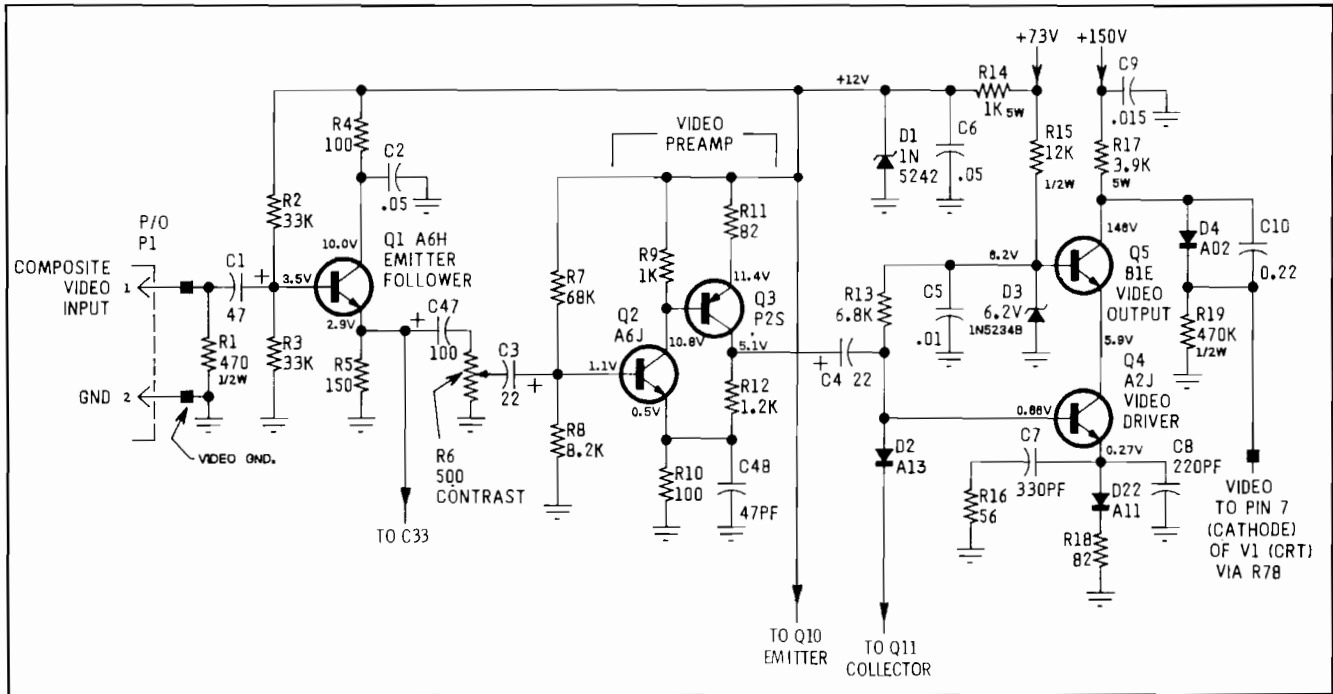 +73V
+150V
+12V
R14
1K 5W
C9
.015
R4
100
C2
.05
VIDEO
PREAMP
D1
1N
5242
C6
.05
R15
12K
1/2W
R17
3.9K
5W
R2
33K
R11
82
P/O
P1
10.0V
Q1 A6H
EMITTER
FOLLOWER
148V
D4
A02
C10
0.22
COMPOSITE
VIDEO
INPUT
1
C1
+
47
3.5V
2.9V
R9
1K
11.4V
Q3
P2S
6.2V
Q5
B1E
VIDEO
OUTPUT
R7
68K
R13
6.8K
C5
.01
D3
6.2V
1N5234B
R1
470
1/2W
R3
33K
R5
150
+
C47
100
Q2
A6J
10.8V
5.1V
R19
470K
1/2W
5.9V
C3
+
22
1.1V
0.5V
R12
1.2K
+
C4 22
Q4
A2J
VIDEO
DRIVER
GND 2
VIDEO GND.
R6
500
CONTRAST
R8
8.2K
R10
100
C48
47PF
D2
A13
0.88V
C7
330PF
0.27V
C8
220PF
R16
56
D22
A11
R18
82
TO C33
VIDEO
TO PIN 7
(CATHODE)
OF V1 (CRT)
VIA R78
TO Q10
EMITTER
TO Q11
COLLECTOR